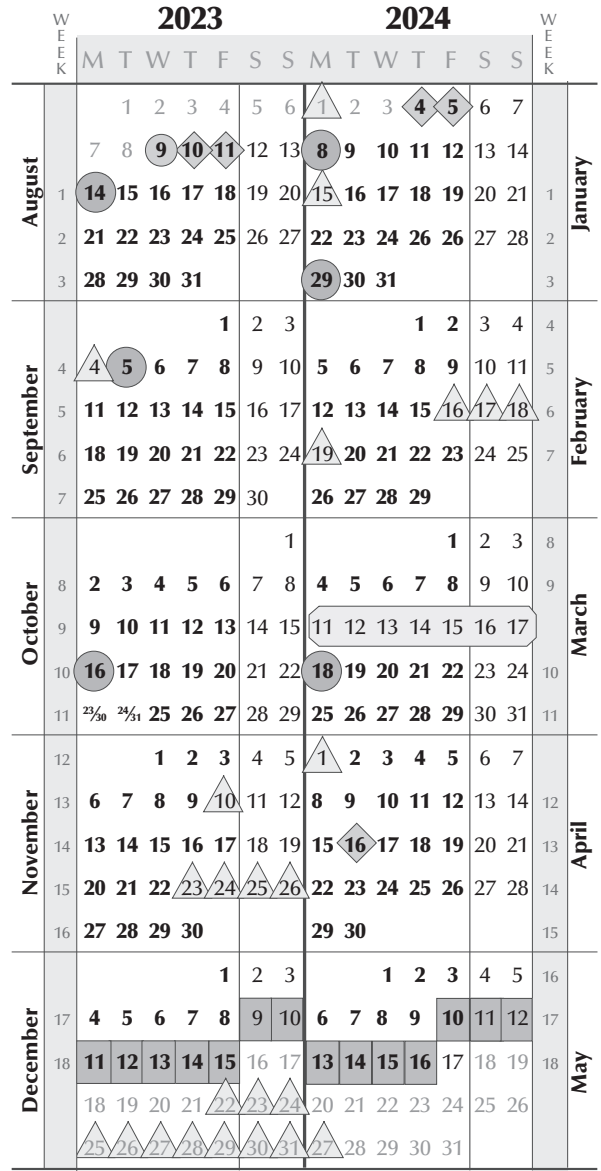 WEEK 2023 2024 WEEK
M T W T F S S M T W T F S S
August
1 2 3 4 5 6 1 2 3 4 5 6 7
7 8 9 10 11 12 13 8 9 10 11 12 13 14
1 14 15 16 17 18 19 20 15 16 17 18 19 20 21 1
2 21 22 23 24 25 26 27 22 23 24 26 26 27 28 2
3 28 29 30 31 29 30 31 3
January
September
1 2 3 1 2 3 4 4
4 4 5 6 7 8 9 10 5 6 7 8 9 10 11 5
5 11 12 13 14 15 16 17 12 13 14 15 16 17 18 6
6 18 19 20 21 22 23 24 19 20 21 22 23 24 25 7
7 25 26 27 28 29 30 26 27 28 29
February
October
1 1 2 3 8
8 2 3 4 5 6 7 8 4 5 6 7 8 9 10 9
9 9 10 11 12 13 14 15 11 12 13 14 15 16 17
10 16 17 18 19 20 21 22 18 19 20 21 22 23 24 10
11 23/30 24/31 25 26 27 28 29 25 26 27 28 29 30 31 11
March
November
12 1 2 3 4 5 1 2 3 4 5 6 7
13 6 7 8 9 10 11 12 8 9 10 11 12 13 14 12
14 13 14 15 16 17 18 19 15 16 17 18 19 20 21 13
15 20 21 22 23 24 25 26 22 23 24 25 26 27 28 14
16 27 28 29 30 29 30 15
April
December
1 2 3 1 2 3 4 5 16
17 4 5 6 7 8 9 10 6 7 8 9 10 11 12 17
18 11 12 13 14 15 16 17 13 14 15 16 17 18 19 18
18 19 20 21 22 23 24 20 21 22 23 24 25 26
25 26 27 28 29 30 31 27 28 29 30 31
May